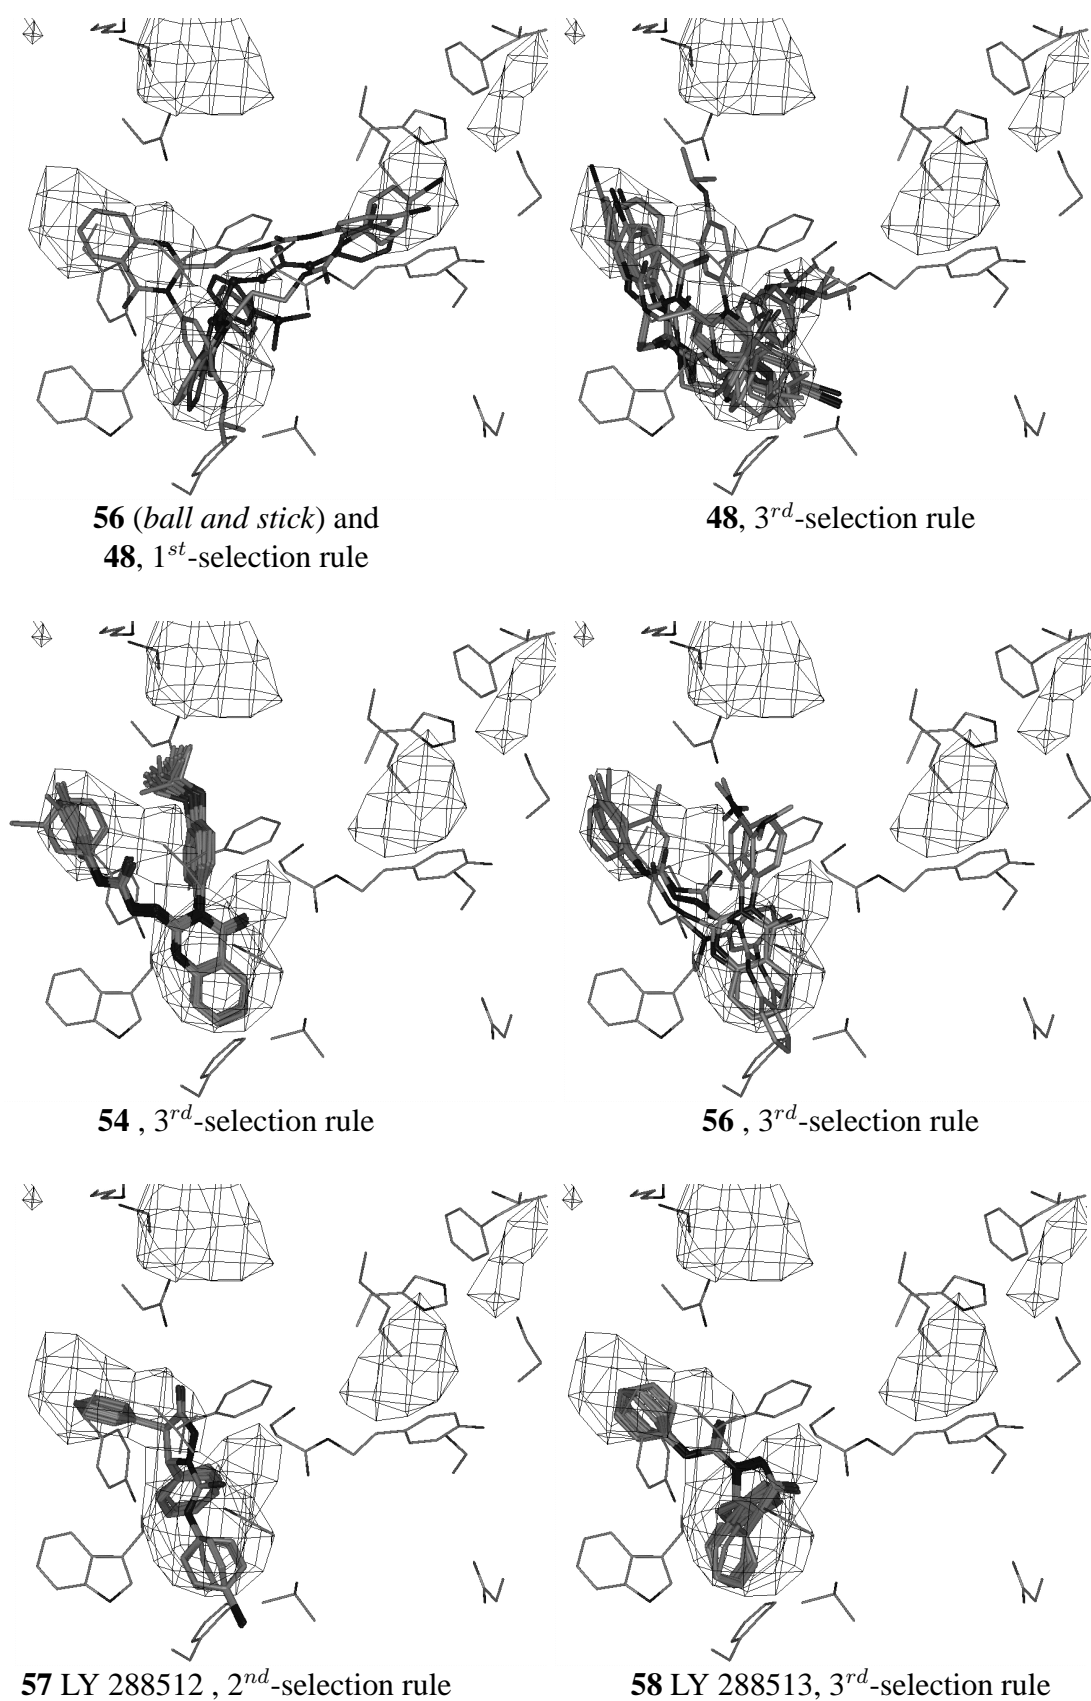 56 (ball and stick) and
48, 1st-selection rule
48, 3rd-selection rule
54 , 3rd-selection rule
56 , 3rd-selection rule
57 LY 288512 , 2nd-selection rule
58 LY 288513, 3rd-selection rule